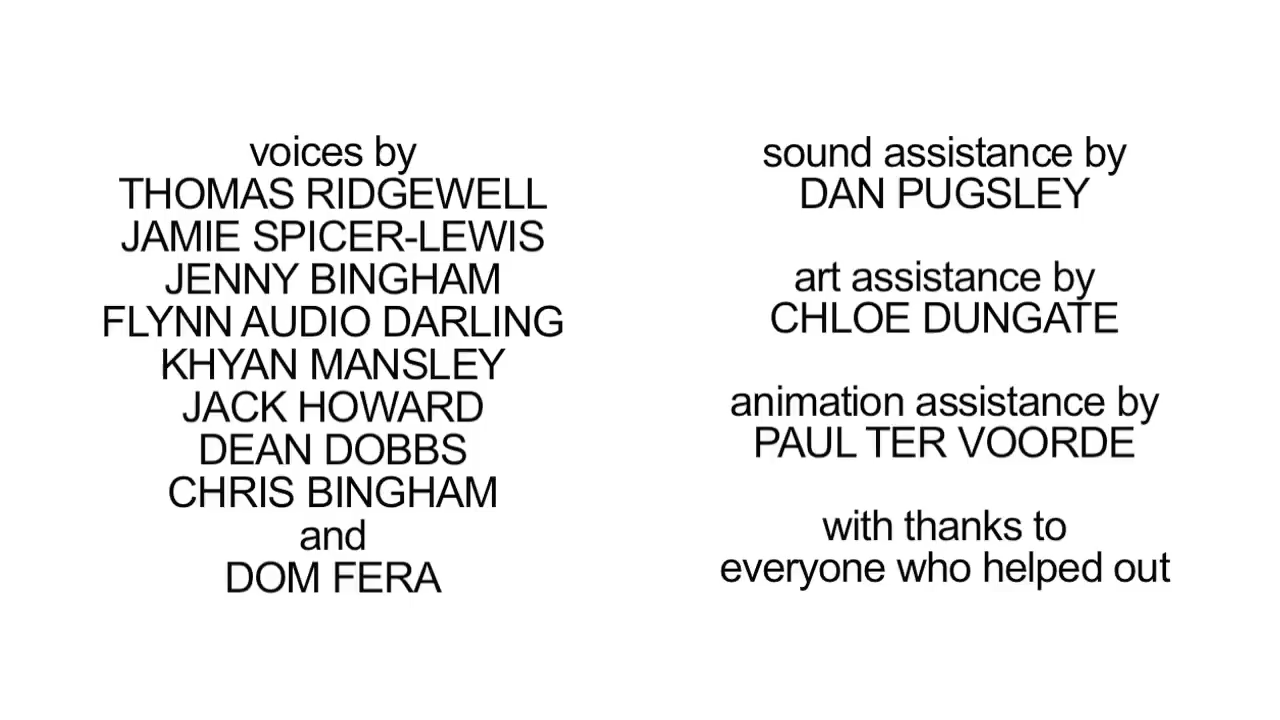 voices by
THOMAS RIDGEWELL
JAMIE SPICER-LEWIS
JENNY BINGHAM
FLYNN AUDIO DARLING
KHYAN MANSLEY
JACK HOWARD
DEAN DOBBS
CHRIS BINGHAM
and
DOM FERA
sound assistance by
DAN PUGSLEY
art assistance by
CHLOE DUNGATE
animation assistance by
PAUL TER VOORDE
with thanks to
everyone who helped out